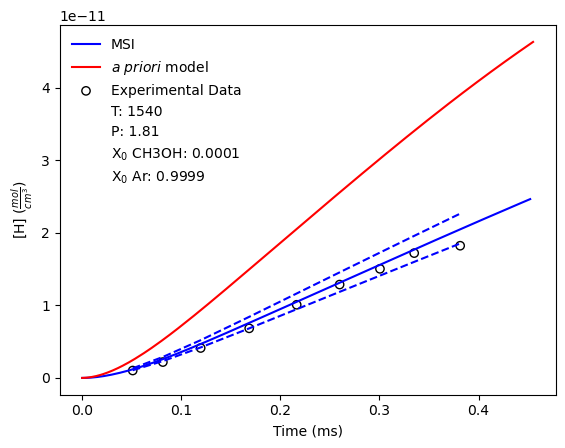 1e−11
MSI
a priori model
Experimental Data
T: 1540
P: 1.81
X₀ CH3OH: 0.0001
X₀ Ar: 0.9999
[H] (mol/cm³)
4
3
2
1
0
0.0 0.1 0.2 0.3 0.4
Time (ms)